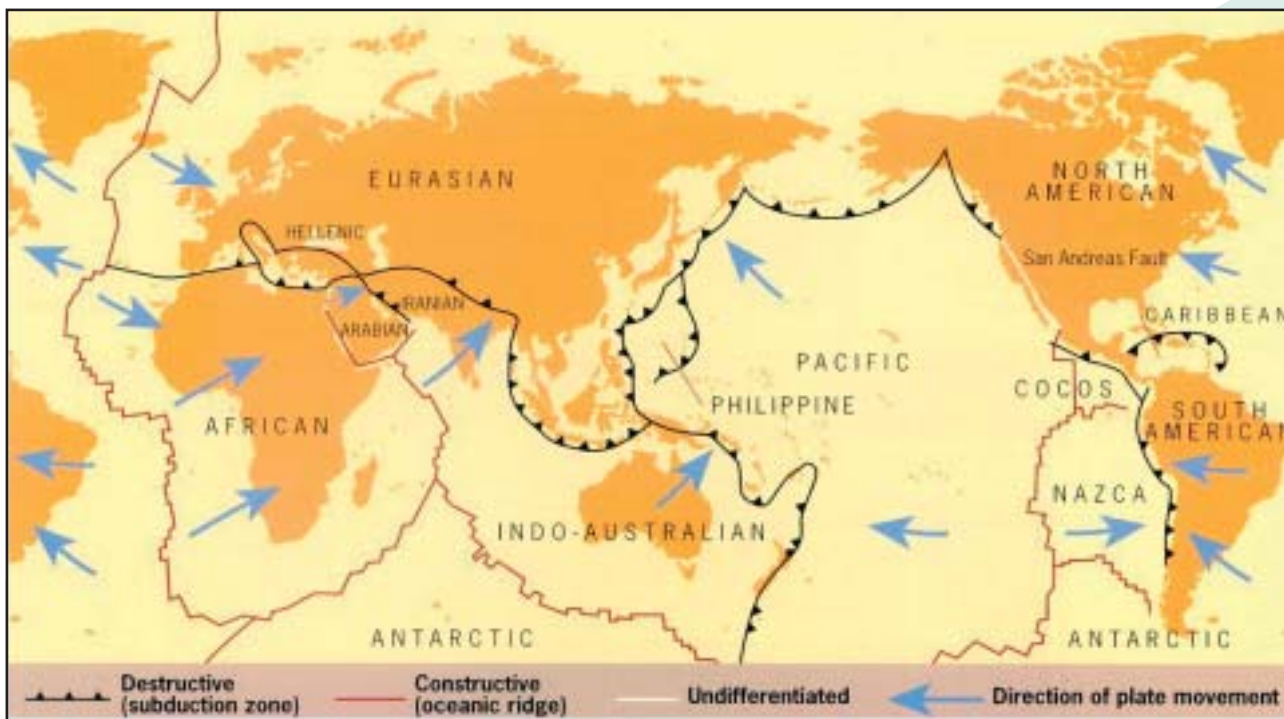 EURASIAN
HELLENIC
IRANIAN
ARABIAN
AFRICAN
NORTH
AMERICAN
San Andreas Fault
CARIBBEAN
PACIFIC
COCOS
PHILIPPINE
SOUTH
AMERICAN
NAZCA
INDO-AUSTRALIAN
ANTARCTIC
ANTARCTIC
Destructive
(subduction zone)
Constructive
(oceanic ridge)
Undifferentiated
Direction of plate movement